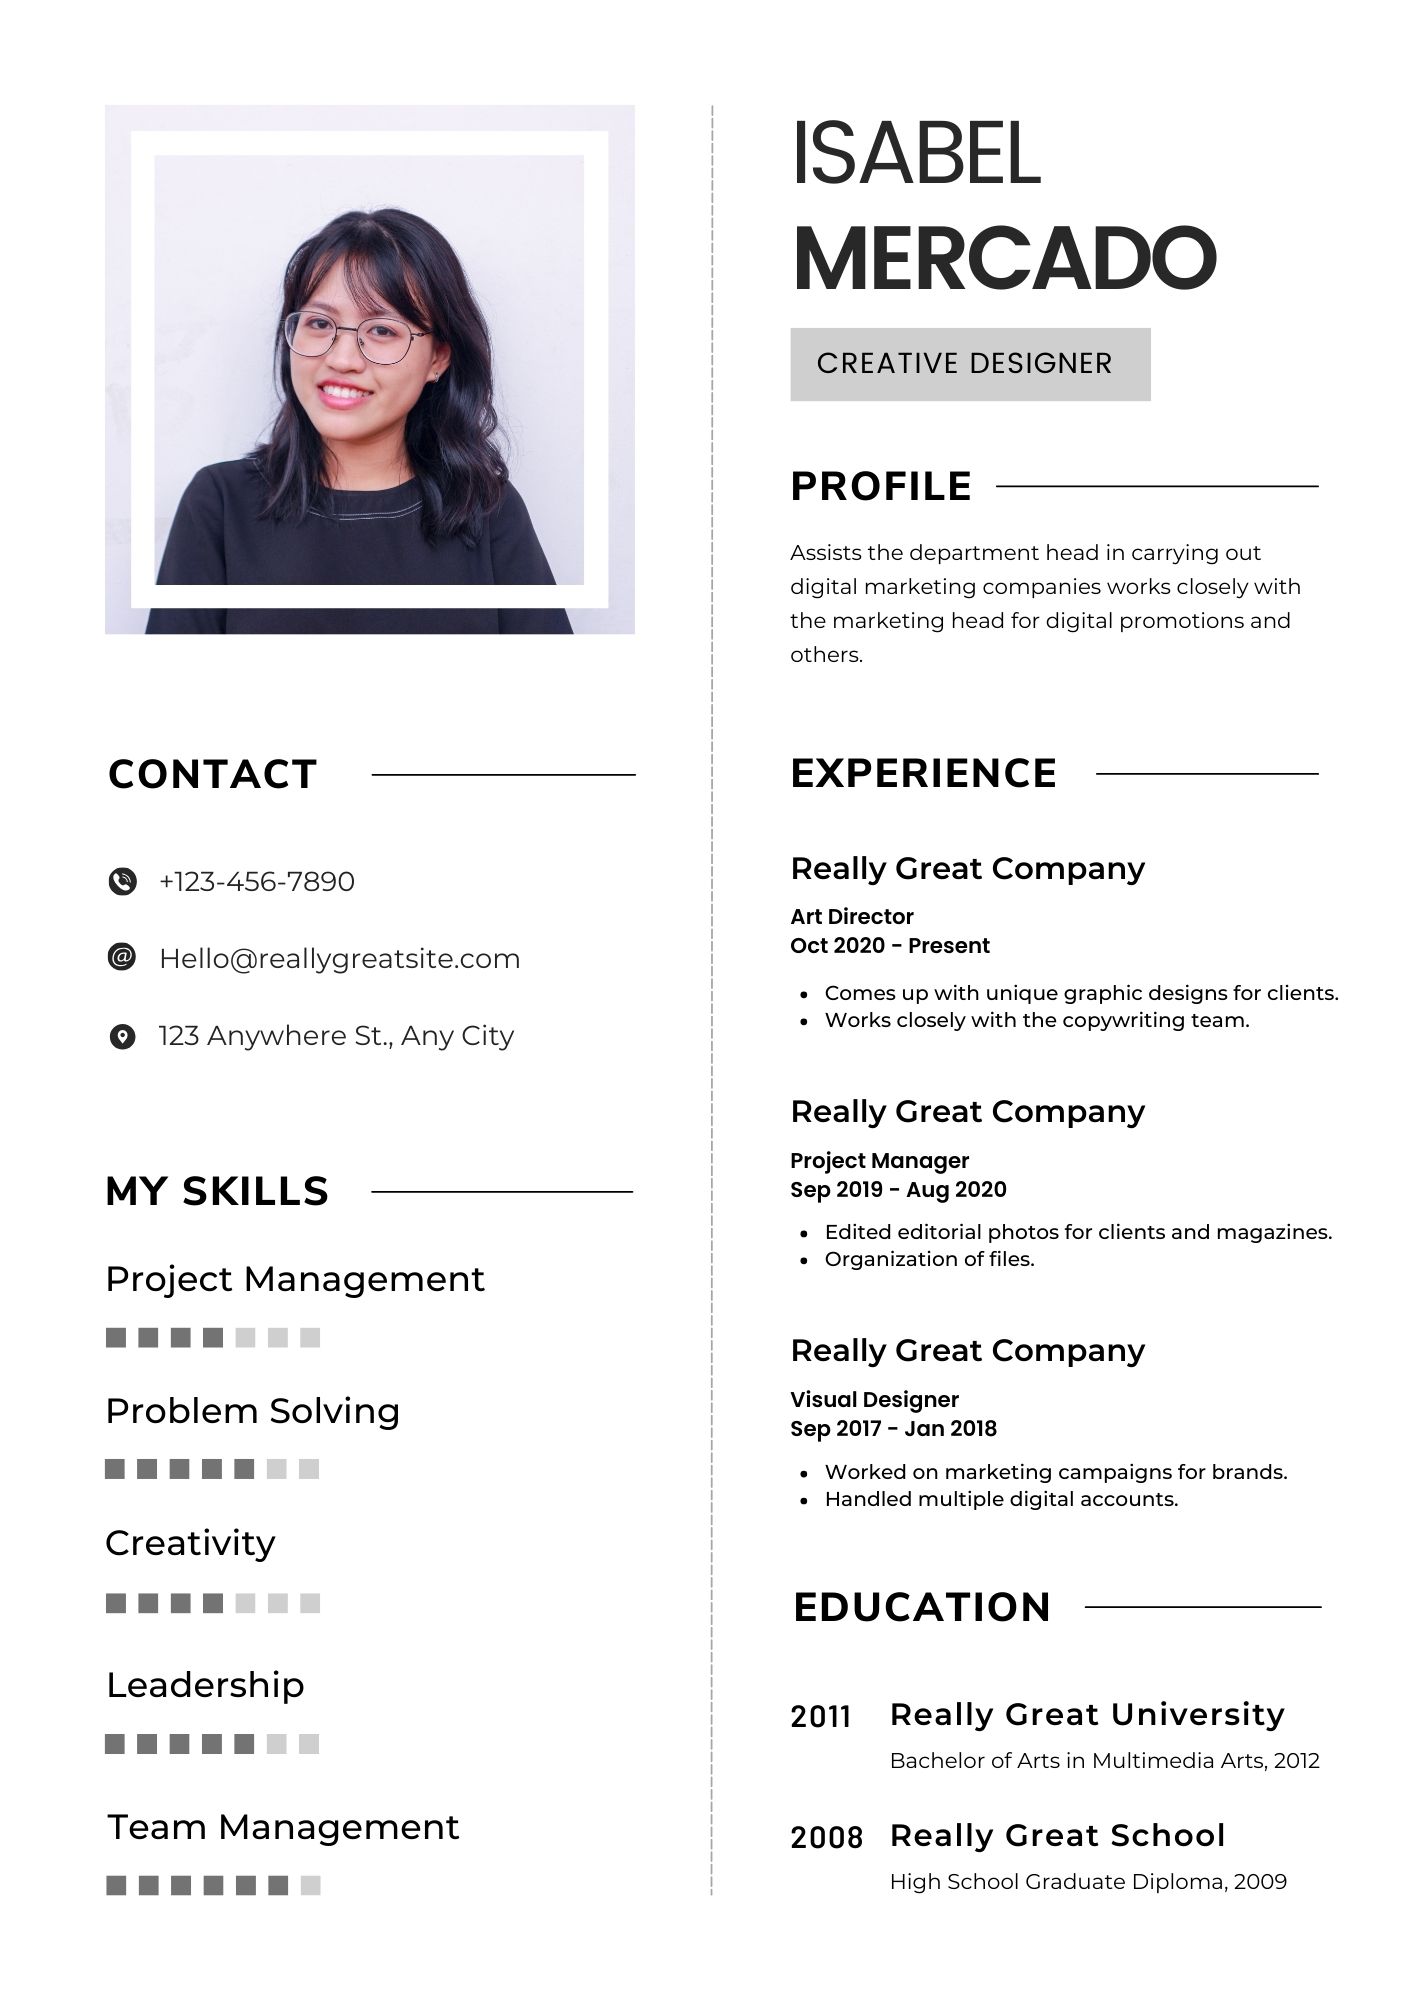 ISABEL
MERCADO
CREATIVE DESIGNER
PROFILE
Assists the department head in carrying out
digital marketing companies works closely with
the marketing head for digital promotions and
others.
CONTACT
+123-456-7890
Hello@reallygreatsite.com
123 Anywhere St., Any City
MY SKILLS
Project Management
Problem Solving
Creativity
Leadership
Team Management
EXPERIENCE
Really Great Company
Art Director
Oct 2020 - Present
• Comes up with unique graphic designs for clients.
• Works closely with the copywriting team.
Really Great Company
Project Manager
Sep 2019 - Aug 2020
• Edited editorial photos for clients and magazines.
• Organization of files.
Really Great Company
Visual Designer
Sep 2017 - Jan 2018
• Worked on marketing campaigns for brands.
• Handled multiple digital accounts.
EDUCATION
2011 Really Great University
Bachelor of Arts in Multimedia Arts, 2012
2008 Really Great School
High School Graduate Diploma, 2009